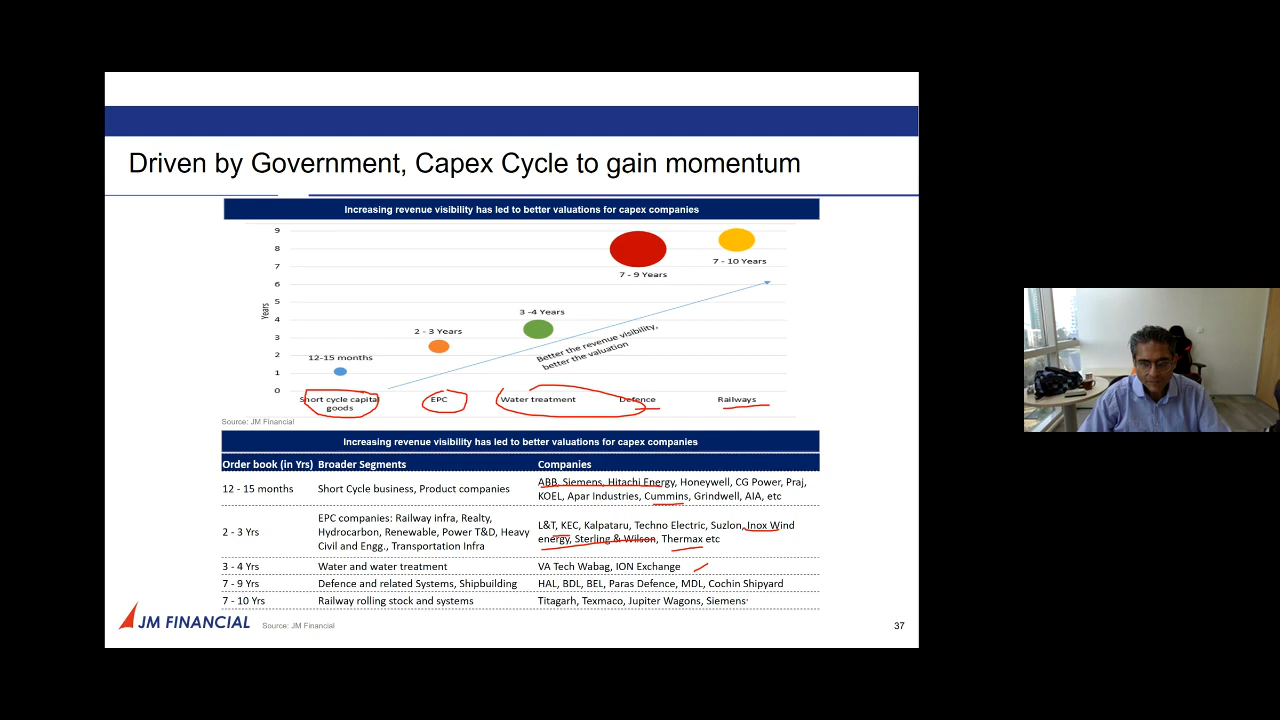 Driven by Government, Capex Cycle to gain momentum
Increasing revenue visibility has led to better valuations for capex companies
9
8
7
6
5
4
3
2
1
0
Years
12-15 months
2 - 3 Years
3 -4 Years
7 - 9 Years
7 - 10 Years
Better the revenue visibility,
better the valuation
Short cycle capital
goods
EPC
Water treatment
Defence
Railways
Source: JM Financial
Increasing revenue visibility has led to better valuations for capex companies
Order book (in Yrs) Broader Segments Companies
12 - 15 months Short Cycle business, Product companies ABB, Siemens, Hitachi Energy, Honeywell, CG Power, Praj,
KOEL, Apar Industries, Cummins, Grindwell, AIA, etc
2 - 3 Yrs
EPC companies: Railway infra, Realty,
Hydrocarbon, Renewable, Power T&D, Heavy
Civil and Engg., Transportation Infra
L&T, KEC, Kalpataru, Techno Electric, Suzlon, Inox Wind
energy, Sterling & Wilson, Thermax etc
3 - 4 Yrs Water and water treatment VA Tech Wabag, ION Exchange
7 - 9 Yrs Defence and related Systems, Shipbuilding HAL, BDL, BEL, Paras Defence, MDL, Cochin Shipyard
7 - 10 Yrs Railway rolling stock and systems Titagarh, Texmaco, Jupiter Wagons, Siemens
JM FINANCIAL
Source: JM Financial
37